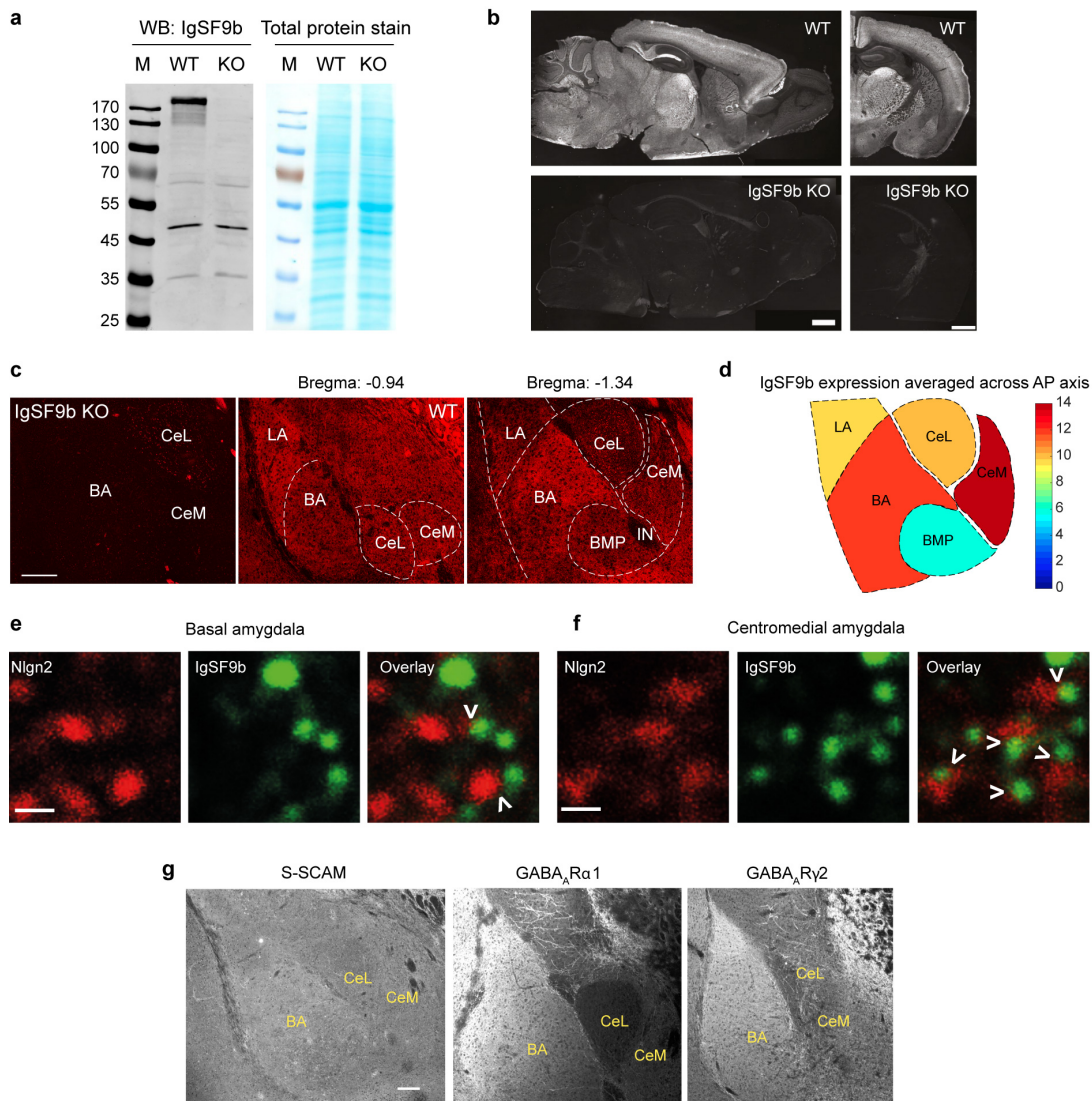 a
WB: IgSF9b
Total protein stain
M WT KO
M WT KO
170
130
100
70
55
45
35
25
b
WT
WT
IgSF9b KO
IgSF9b KO
c
Bregma: -0.94
Bregma: -1.34
IgSF9b KO
CeL
BA
CeM
WT
LA
BA
CeL
CeM
LA
CeL
CeM
BA
IN
BMP
d
IgSF9b expression averaged across AP axis
LA
CeL
CeM
BA
BMP
14
12
10
8
6
4
2
0
e
Basal amygdala
Nlgn2
IgSF9b
Overlay
f
Centromedial amygdala
Nlgn2
IgSF9b
Overlay
g
S-SCAM
GABAARα1
GABAARγ2
CeL
CeM
BA
CeL
CeM
BA
CeL
CeM
BA